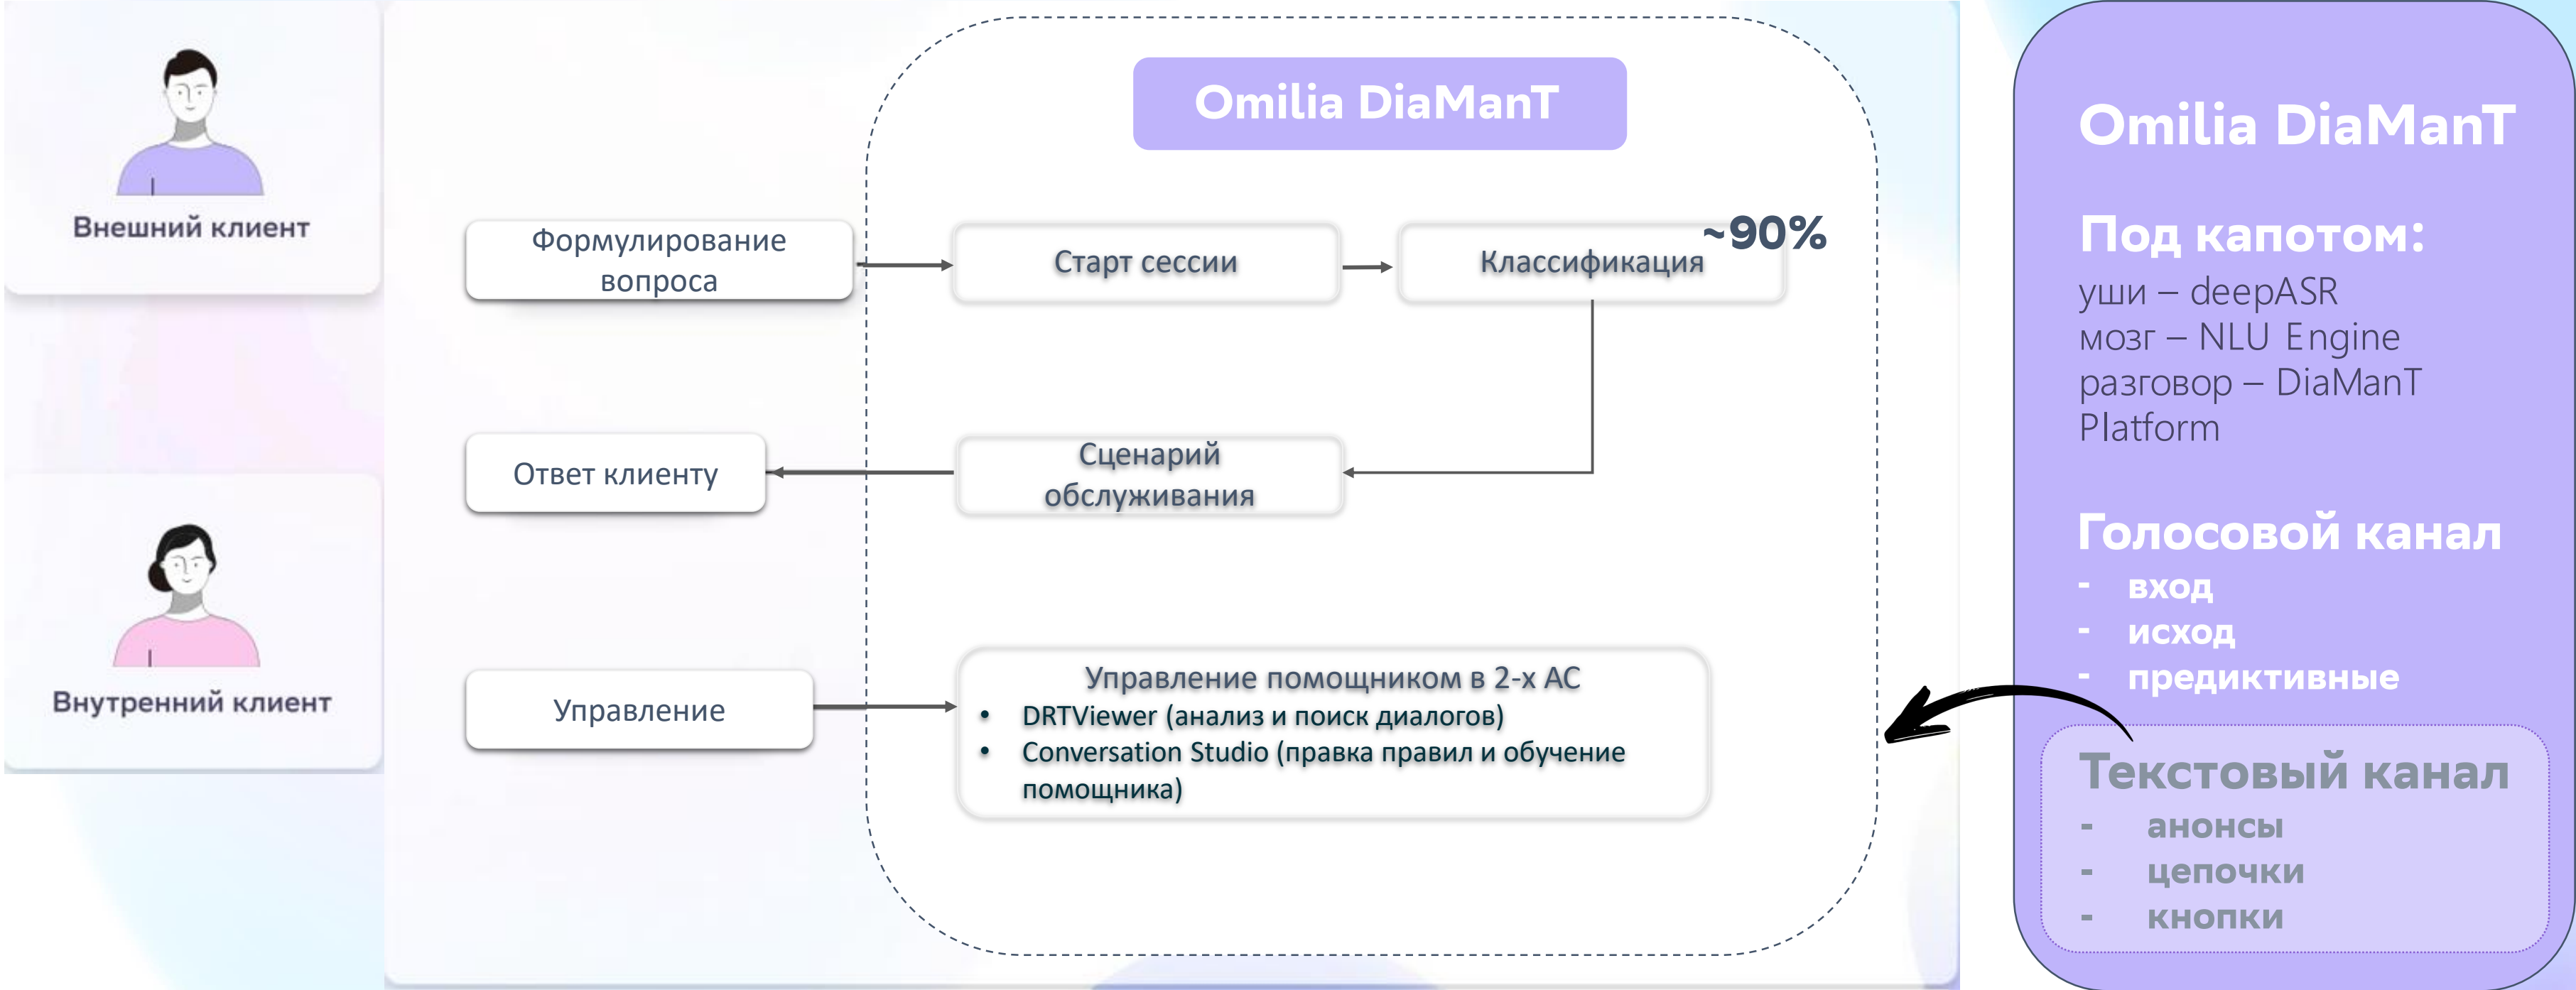 Внешний клиент
Внутренний клиент
Omilia DiaManT
Формулирование
вопроса
Старт сессии
Классификация
~90%
Ответ клиенту
Сценарий
обслуживания
Управление
Управление помощником в 2-х АС
• DRTViewer (анализ и поиск диалогов)
• Conversation Studio (правка правил и обучение
помощника)
Omilia DiaManT
Под капотом:
уши – deepASR
мозг – NLU Engine
разговор – DiaManT
Platform
Голосовой канал
- вход
- исход
- предиктивные
Текстовый канал
- анонсы
- цепочки
- кнопки